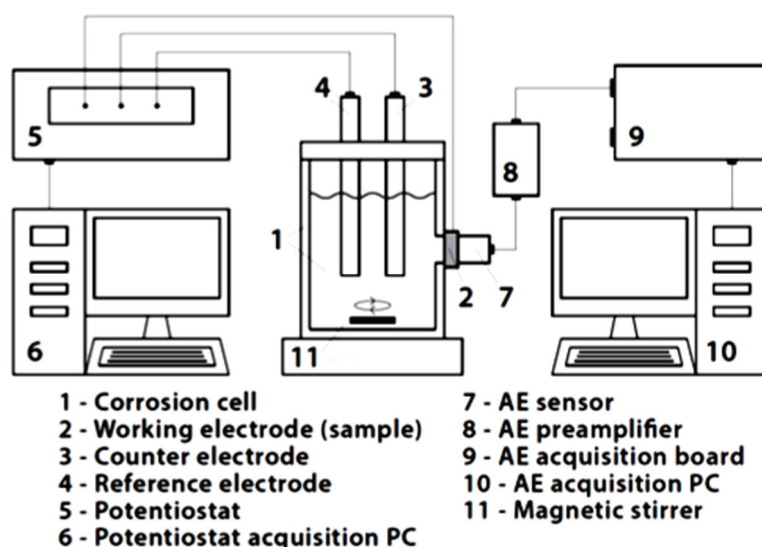 4
3
5
8
9
1
2
7
6
11
10
1 - Corrosion cell
2 - Working electrode (sample)
3 - Counter electrode
4 - Reference electrode
5 - Potentiostat
6 - Potentiostat acquisition PC
7 - AE sensor
8 - AE preamplifier
9 - AE acquisition board
10 - AE acquisition PC
11 - Magnetic stirrer